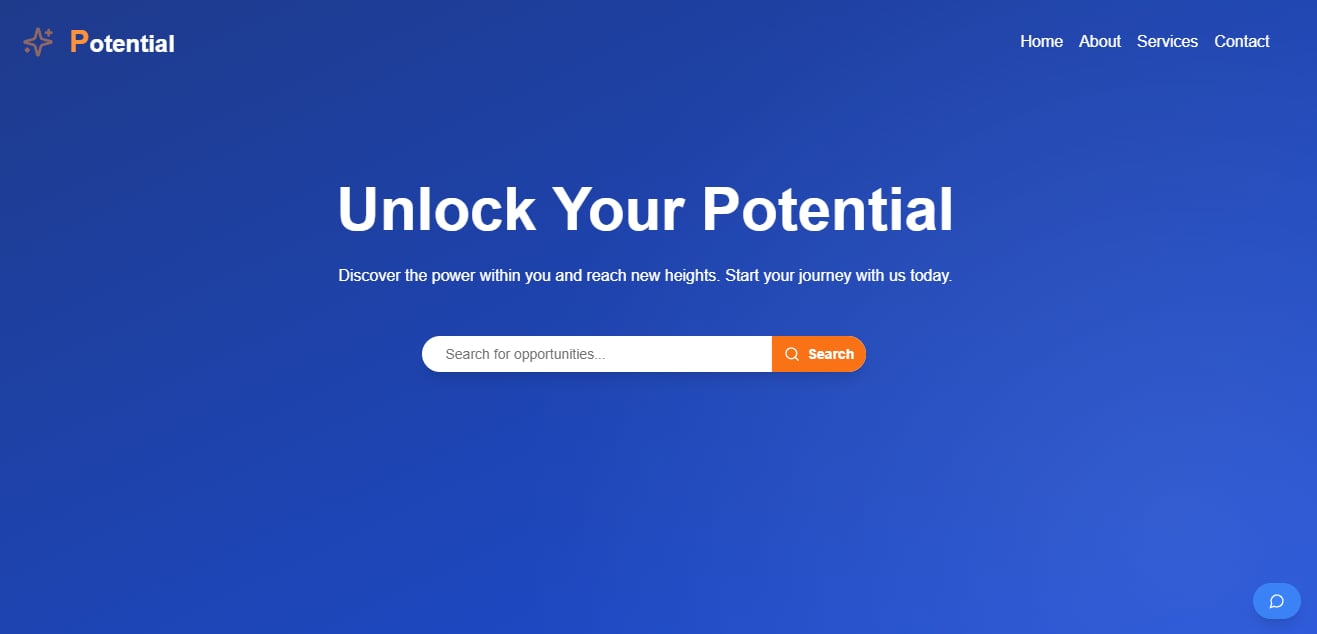 Potential
Home About Services Contact
Unlock Your Potential
Discover the power within you and reach new heights. Start your journey with us today.
Search for opportunities... Search